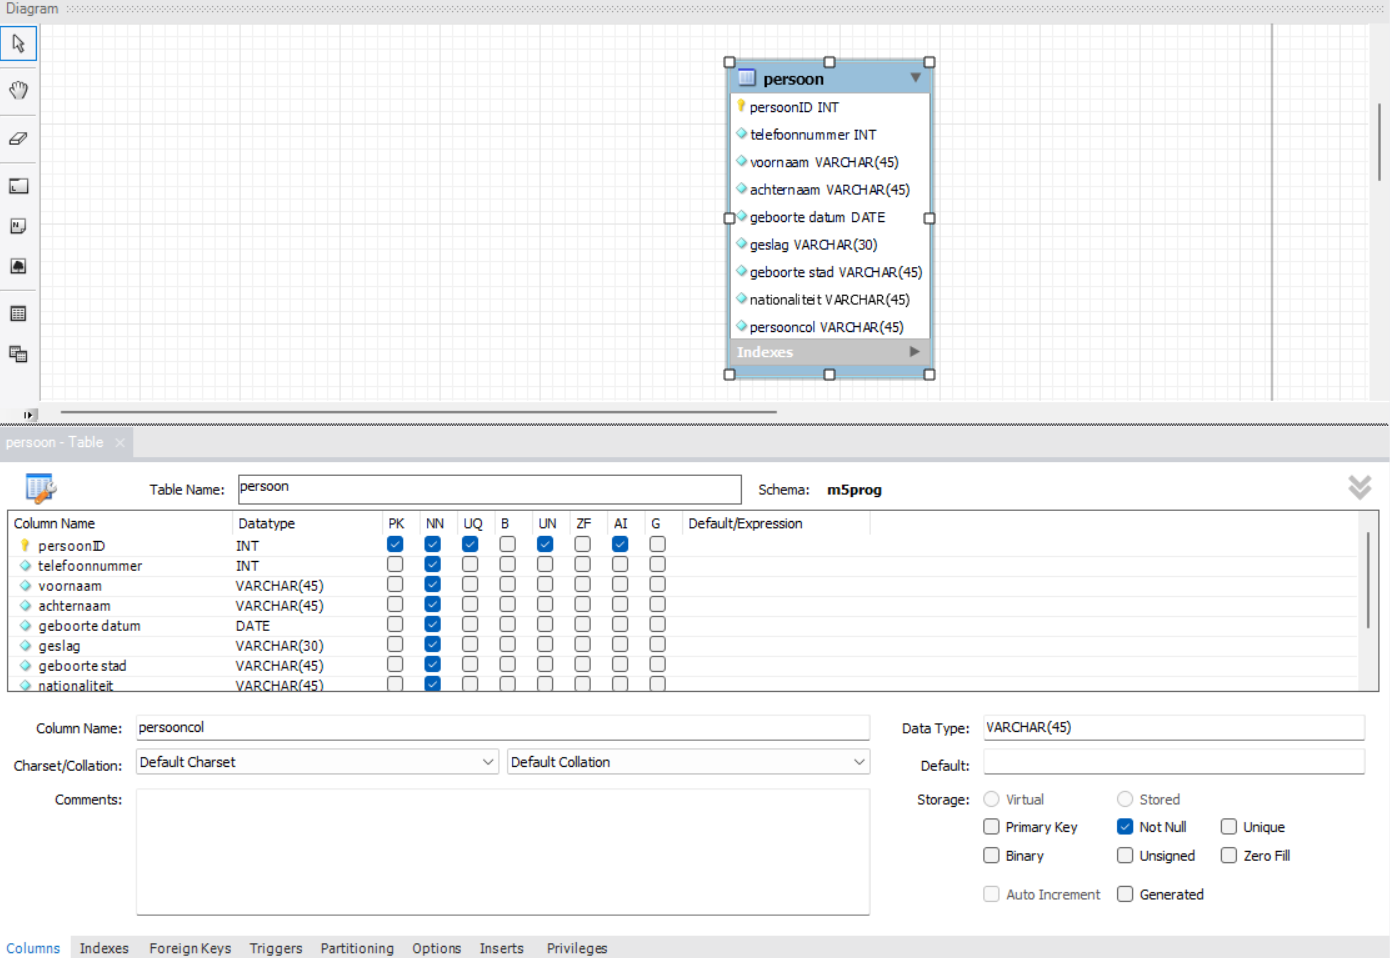 Diagram
persoon
persoonID INT
telefoonnummer INT
voornaam VARCHAR(45)
achternaam VARCHAR(45)
geboorte datum DATE
geslag VARCHAR(30)
geboorte stad VARCHAR(45)
nationaliteit VARCHAR(45)
persooncol VARCHAR(45)
Indexes
persoon - Table
Table Name: persoon Schema: m5prog
Column Name Datatype PK NN UQ B UN ZF AI G Default/Expression
persoonID INT
telefoonnummer INT
voornaam VARCHAR(45)
achternaam VARCHAR(45)
geboorte datum DATE
geslag VARCHAR(30)
geboorte stad VARCHAR(45)
nationaliteit VARCHAR(45)
Column Name: persooncol Data Type: VARCHAR(45)
Charset/Collation: Default Charset Default Collation Default:
Comments: Storage: Virtual Stored
Primary Key Not Null Unique
Binary Unsigned Zero Fill
Auto Increment Generated
Columns Indexes Foreign Keys Triggers Partitioning Options Inserts Privileges